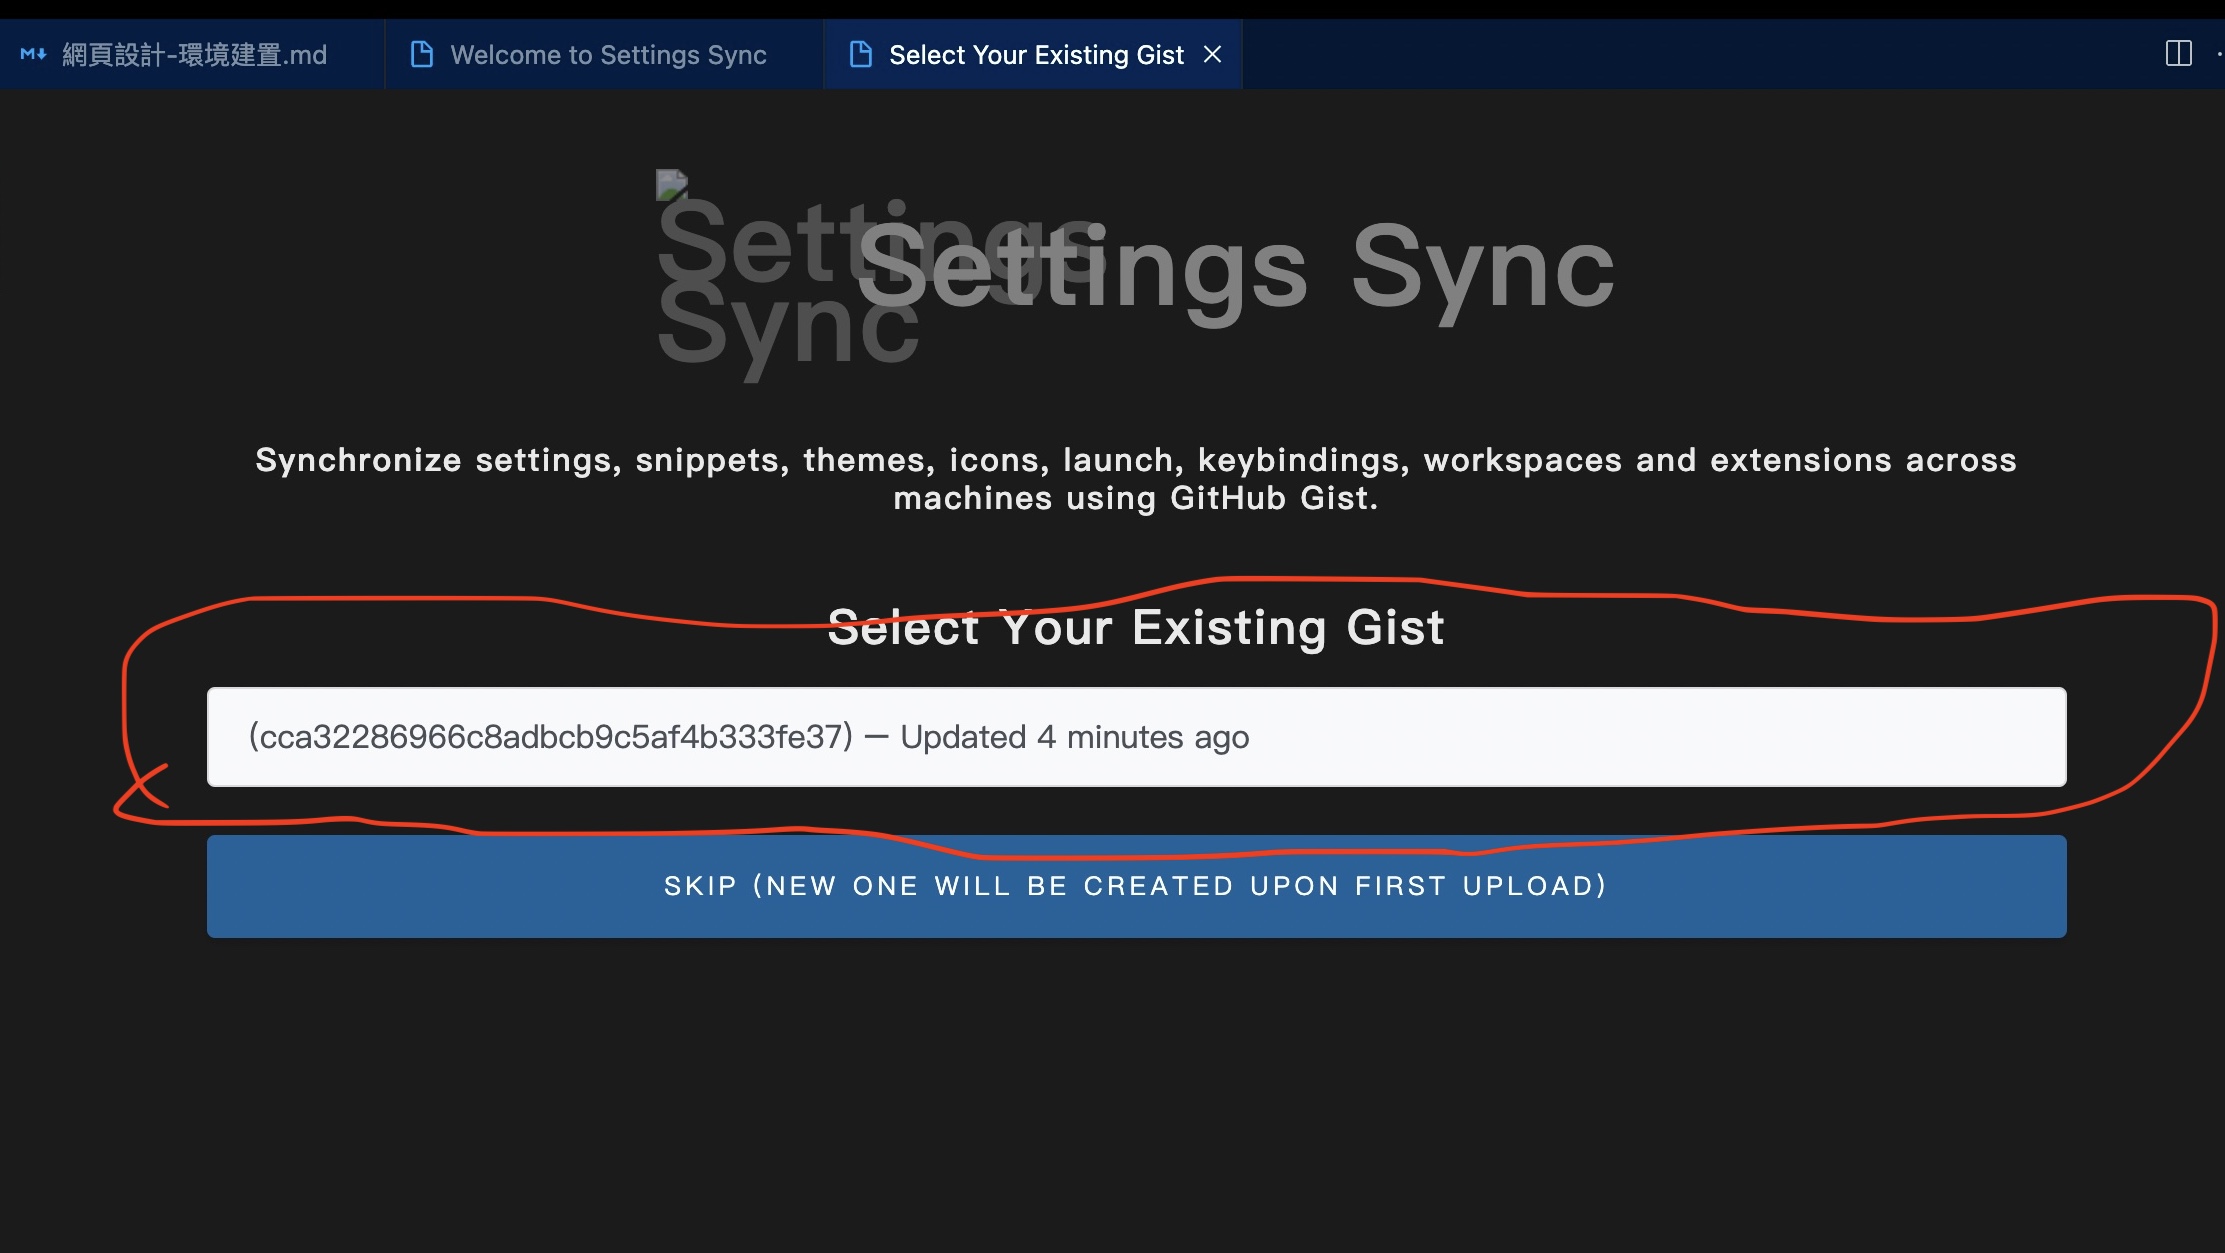 網頁設計-環境建置.md
Welcome to Settings Sync
Select Your Existing Gist
Settings
Sync
Settings Sync
Synchronize settings, snippets, themes, icons, launch, keybindings, workspaces and extensions across
machines using GitHub Gist.
Select Your Existing Gist
(cca32286966c8adbcb9c5af4b333fe37) — Updated 4 minutes ago
SKIP (NEW ONE WILL BE CREATED UPON FIRST UPLOAD)